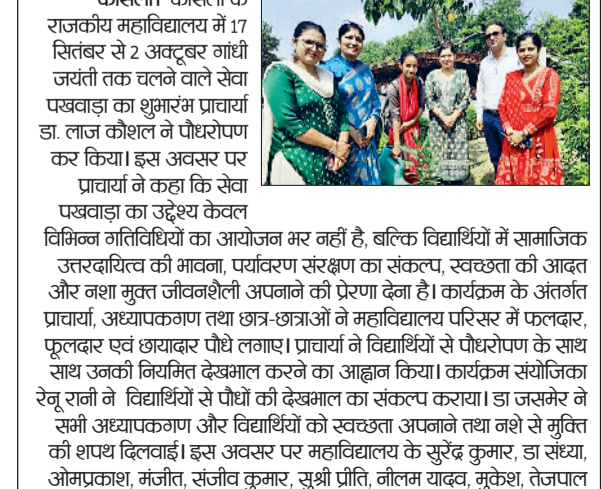 राजकीय महाविद्यालय में 17
सितंबर से 2 अक्टूबर गांधी
जयंती तक चलने वाले सेवा
पखवाड़ा का शुभारंभ प्राचार्या
डा. लाज कौशल ने पौधरोपण
कर किया। इस अवसर पर
प्राचार्या ने कहा कि सेवा
पखवाड़ा का उद्देश्य केवल
विभिन्न गतिविधियों का आयोजन भर नहीं है, बल्कि विद्यार्थियों में सामाजिक
उत्तरदायित्व की भावना, पर्यावरण संरक्षण का संकल्प, स्वच्छता की आदत
और नशा मुक्त जीवनशैली अपनाने की प्रेरणा देना है। कार्यक्रम के अंतर्गत
प्राचार्या, अध्यापकगण तथा छात्र-छात्राओं ने महाविद्यालय परिसर में फलदार,
फूलदार एवं छायादार पौधे लगाए। प्राचार्या ने विद्यार्थियों से पौधरोपण के साथ
साथ उनकी नियमित देखभाल करने का आह्वान किया। कार्यक्रम संयोजिका
रेनू रानी ने विद्यार्थियों से पौधों की देखभाल का संकल्प कराया। डा जसमेर ने
सभी अध्यापकगण और विद्यार्थियों को स्वच्छता अपनाने तथा नशे से मुक्ति
की शपथ दिलवाई। इस अवसर पर महाविद्यालय के सुरेंद्र कुमार, डा संध्या,
ओमप्रकाश, मंजीत, संजीव कुमार, सुश्री प्रीति, नीलम यादव, मुकेश, तेजपाल